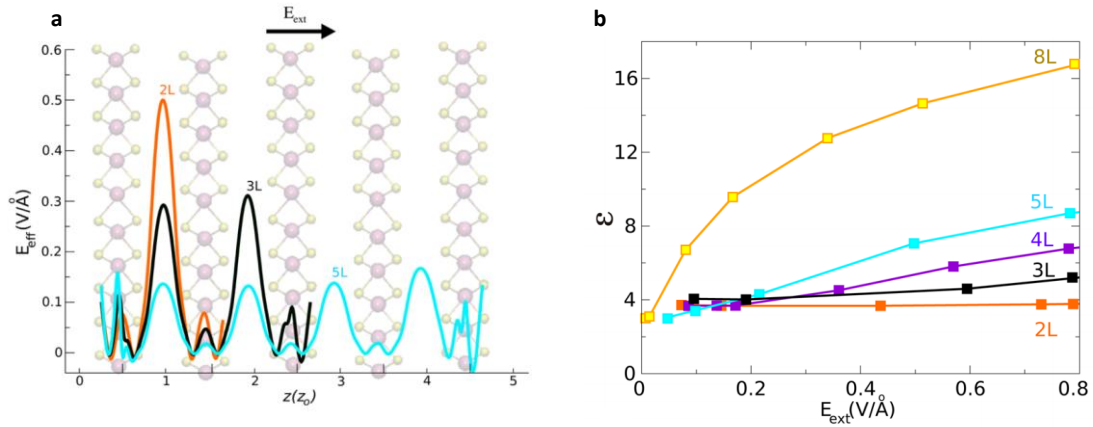 a
E_ext
0.6
0.5
0.4
0.3
0.2
0.1
0
E_eff(V/Å)
2L
3L
5L
0 1 2 3 4 5
z(z_o)
b
16
12
8
4
0
ε
8L
5L
4L
3L
2L
0 0.2 0.4 0.6 0.8
E_ext(V/Å)